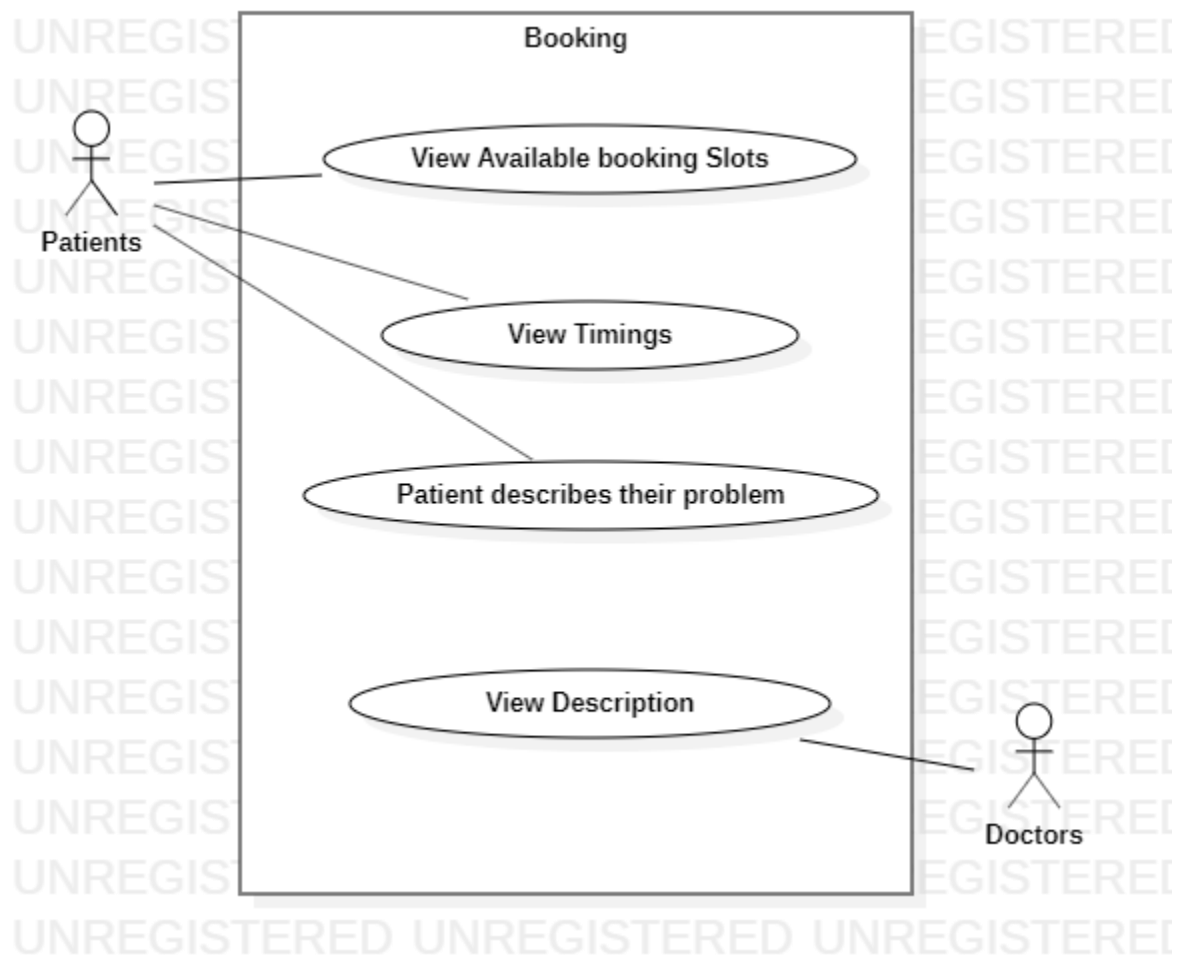 Booking
View Available booking Slots
Patients
View Timings
Patient describes their problem
View Description
Doctors
UNREGISTERED UNREGISTERED UNREGISTERED